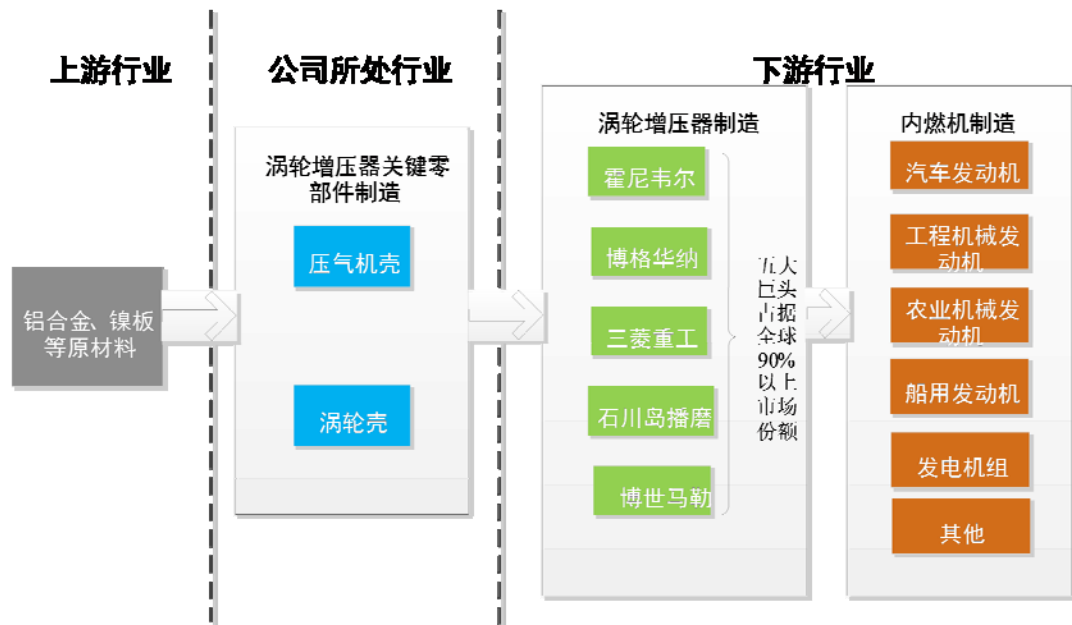 上游行业
公司所处行业
下游行业
铝合金、镍板
等原材料
涡轮增压器关键零
部件制造
压气机壳
涡轮壳
涡轮增压器制造
霍尼韦尔
博格华纳
三菱重工
石川岛播磨
博世马勒
五大
巨头
占据
全球
90%
以上
市场
份额
内燃机制造
汽车发动机
工程机械发
动机
农业机械发
动机
船用发动机
发电机组
其他